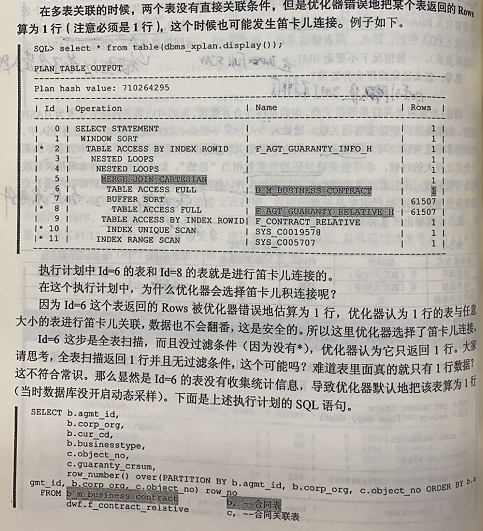 在多表关联的时候，两个表没有直接关联条件，但是优化器错误地把某个表返回的 Rows
算为 1 行（注意必须是 1 行），这个时候也可能发生笛卡儿连接。例子如下。
SQL> select * from table(dbms_xplan.display());
PLAN_TABLE_OUTPUT
Plan hash value: 710264295
| Id | Operation | Name | Rows |
| 0 | SELECT STATEMENT | | 1 |
| 1 | WINDOW SORT | | 1 |
|* 2 | TABLE ACCESS BY INDEX ROWID | F_AGT_GUARANTY_INFO_H | 1 |
| 3 | NESTED LOOPS | | 1 |
| 4 | NESTED LOOPS | | 1 |
| 5 | MERGE JOIN CARTESIAN | | 1 |
| 6 | TABLE ACCESS FULL | B_M_BUSINESS_CONTRACT | 1 |
| 7 | BUFFER SORT | | 61507 |
|* 8 | TABLE ACCESS FULL | F_AGT_GUARANTY_RELATIVE_H | 61507 |
| 9 | TABLE ACCESS BY INDEX ROWID| F_CONTRACT_RELATIVE | 1 |
|* 10 | INDEX UNIQUE SCAN | SYS_C0019578 | 1 |
|* 11 | INDEX RANGE SCAN | SYS_C005707 | 1 |
执行计划中 Id=6 的表和 Id=8 的表就是进行笛卡儿连接的。
在这个执行计划中，为什么优化器会选择笛卡儿积连接呢？
因为 Id=6 这个表返回的 Rows 被优化器错误地估算为 1 行，优化器认为 1 行的表与任意
大小的表进行笛卡儿关联，数据也不会翻番，这是安全的。所以这里优化器选择了笛卡儿连接。
Id=6 这步是全表扫描，而且没过滤条件（因为没有*），优化器认为它只返回 1 行。大家
请思考，全表扫描返回 1 行并且无过滤条件，这个可能吗？难道表里面真的就只有 1 行数据？
这不符合常识。那么显然是 Id=6 的表没有收集统计信息，导致优化器默认地把该表算为 1 行
（当时数据库没开启动态采样）。下面是上述执行计划的 SQL 语句。
SELECT b.agmt_id,
b.corp_org,
b.cur_cd,
b.businesstype,
c.object_no,
c.guaranty_crsum,
row_number() over(PARTITION BY b.agmt_id, b.corp_org, c.object_no ORDER BY b.a
gmt_id, b.corp_org, c.object_no) row_no
FROM b_m_business_contract b, --合同表
dwf.f_contract_relative c, --合同关联表